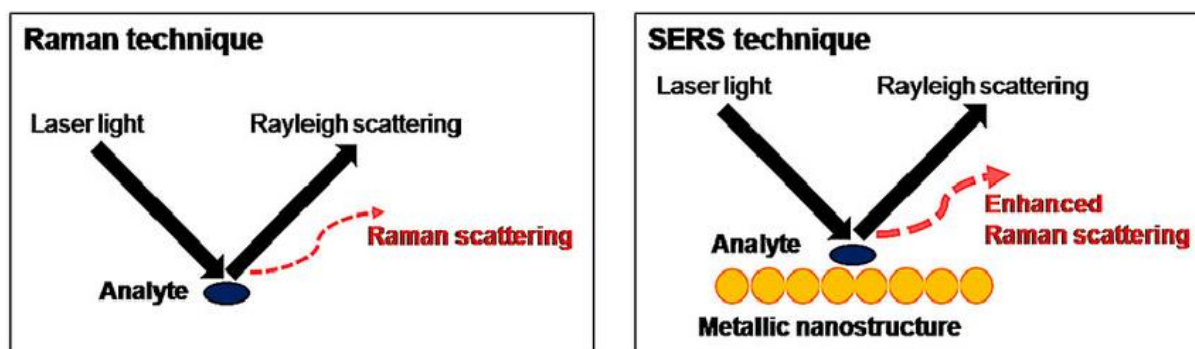 Raman technique
Laser light
Rayleigh scattering
Raman scattering
Analyte
SERS technique
Laser light
Rayleigh scattering
Enhanced
Raman scattering
Analyte
Metallic nanostructure